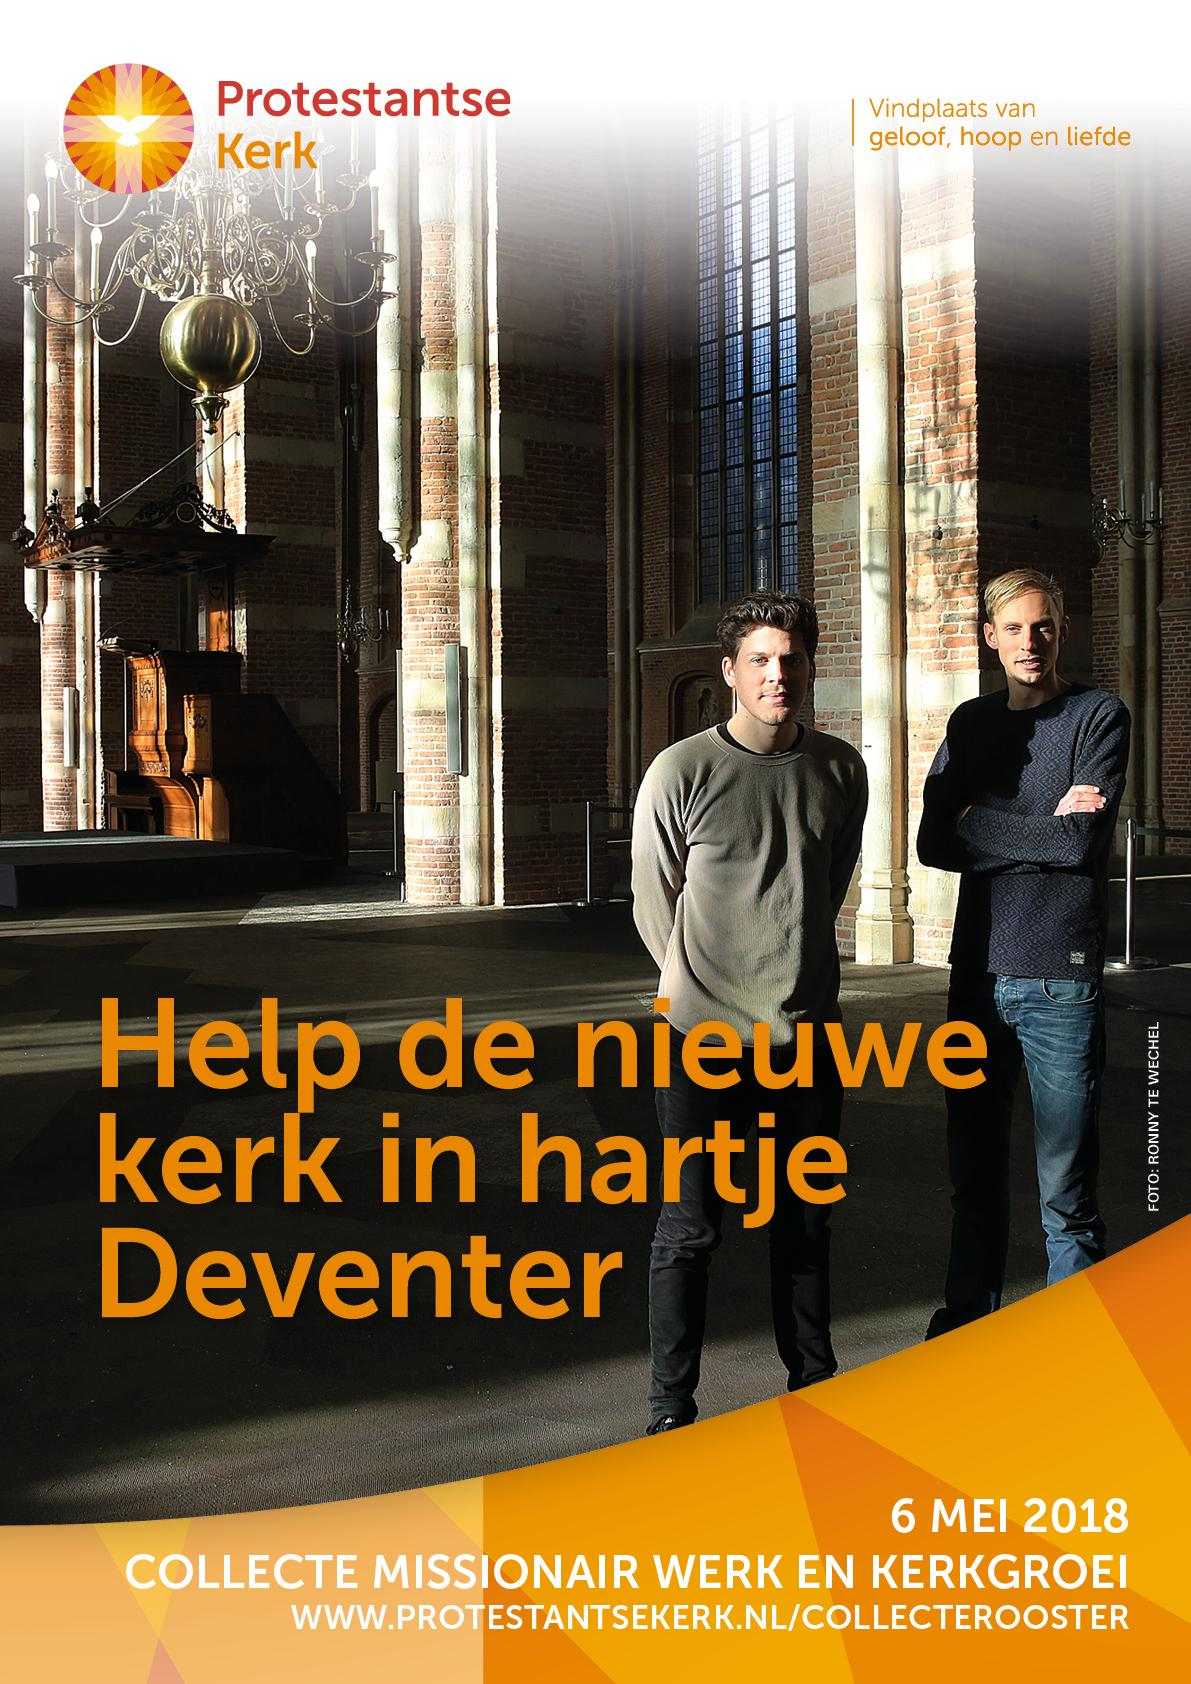 Protestantse
Kerk
Vindplaats van
geloof, hoop en liefde
Help de nieuwe
kerk in hartje
Deventer
FOTO: RONNY TE WECHEL
6 MEI 2018
COLLECTE MISSIONAIR WERK EN KERKGROEI
WWW.PROTESTANTSEKERK.NL/COLLECTEROOSTER